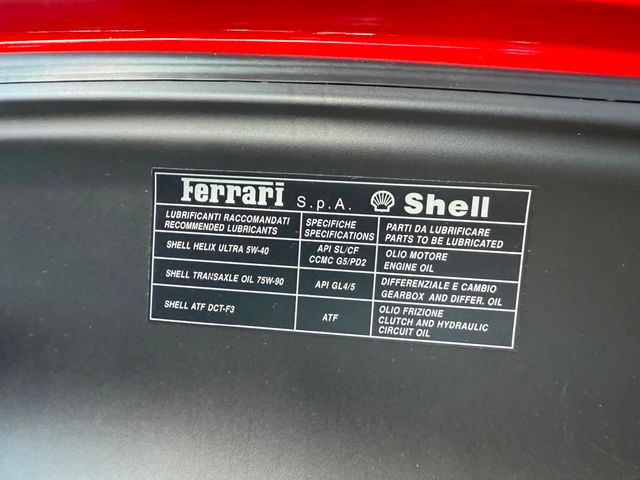 Ferrari S.p.A. Shell
LUBRIFICANTI RACCOMANDATI
RECOMMENDED LUBRICANTS
SPECIFICHE
SPECIFICATIONS
PARTI DA LUBRIFICARE
PARTS TO BE LUBRICATED
SHELL HELIX ULTRA 5W-40
API SL/CF
CCMC G5/PD2
OLIO MOTORE
ENGINE OIL
SHELL TRANSAXLE OIL 75W-90
API GL4/5
DIFFERENZIALE E CAMBIO
GEARBOX AND DIFFER. OIL
SHELL ATF DCT-F3
ATF
OLIO FRIZIONE
CLUTCH AND HYDRAULIC
CIRCUIT OIL